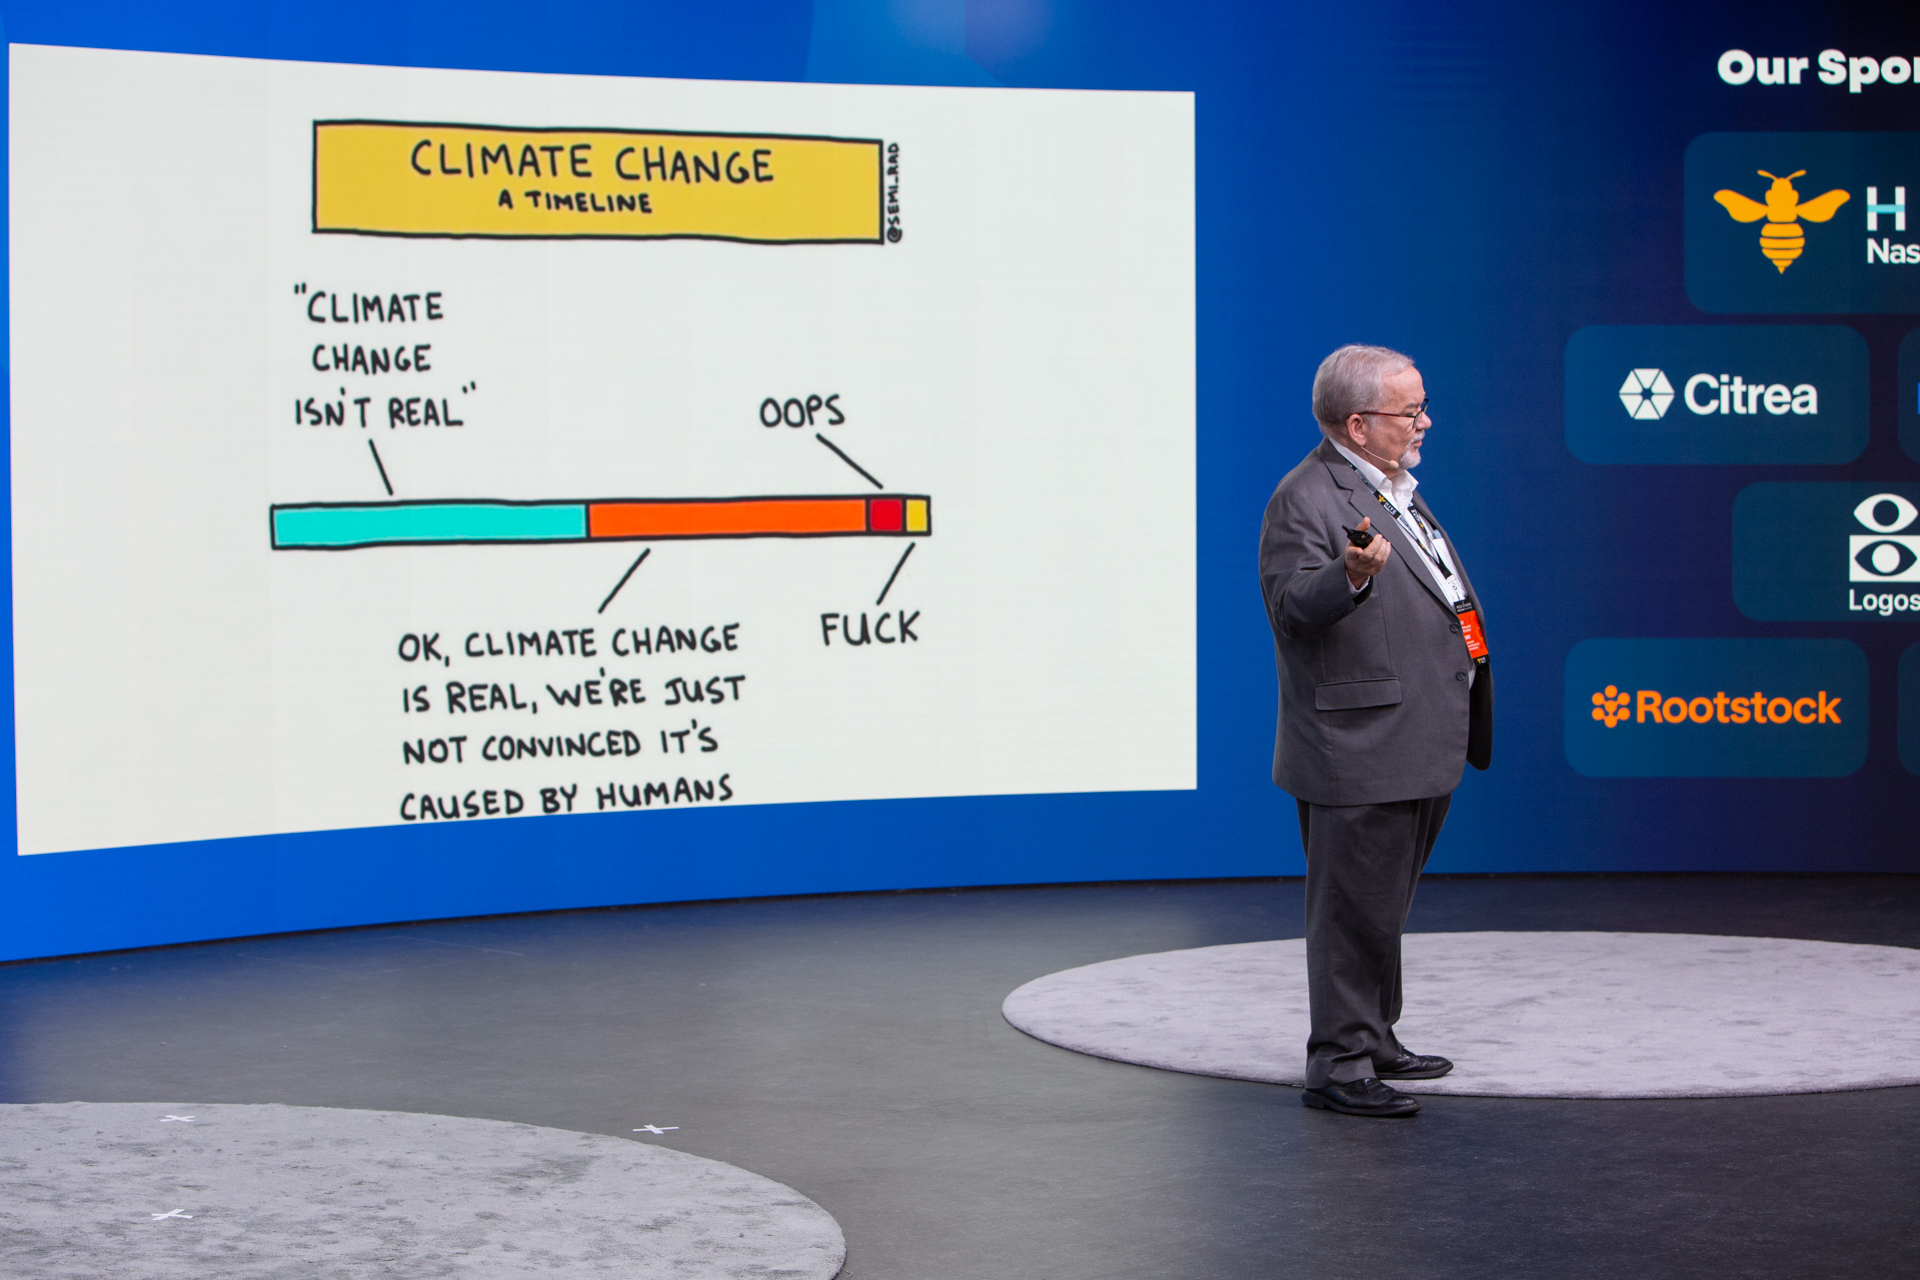 CLIMATE CHANGE
A TIMELINE
@SEMI_RAD
"CLIMATE
CHANGE
ISN'T REAL"
OOPS
OK, CLIMATE CHANGE
IS REAL, WE'RE JUST
NOT CONVINCED IT'S
CAUSED BY HUMANS
FUCK
Our Spon
H
Nas
Citrea
Logos
Rootstock